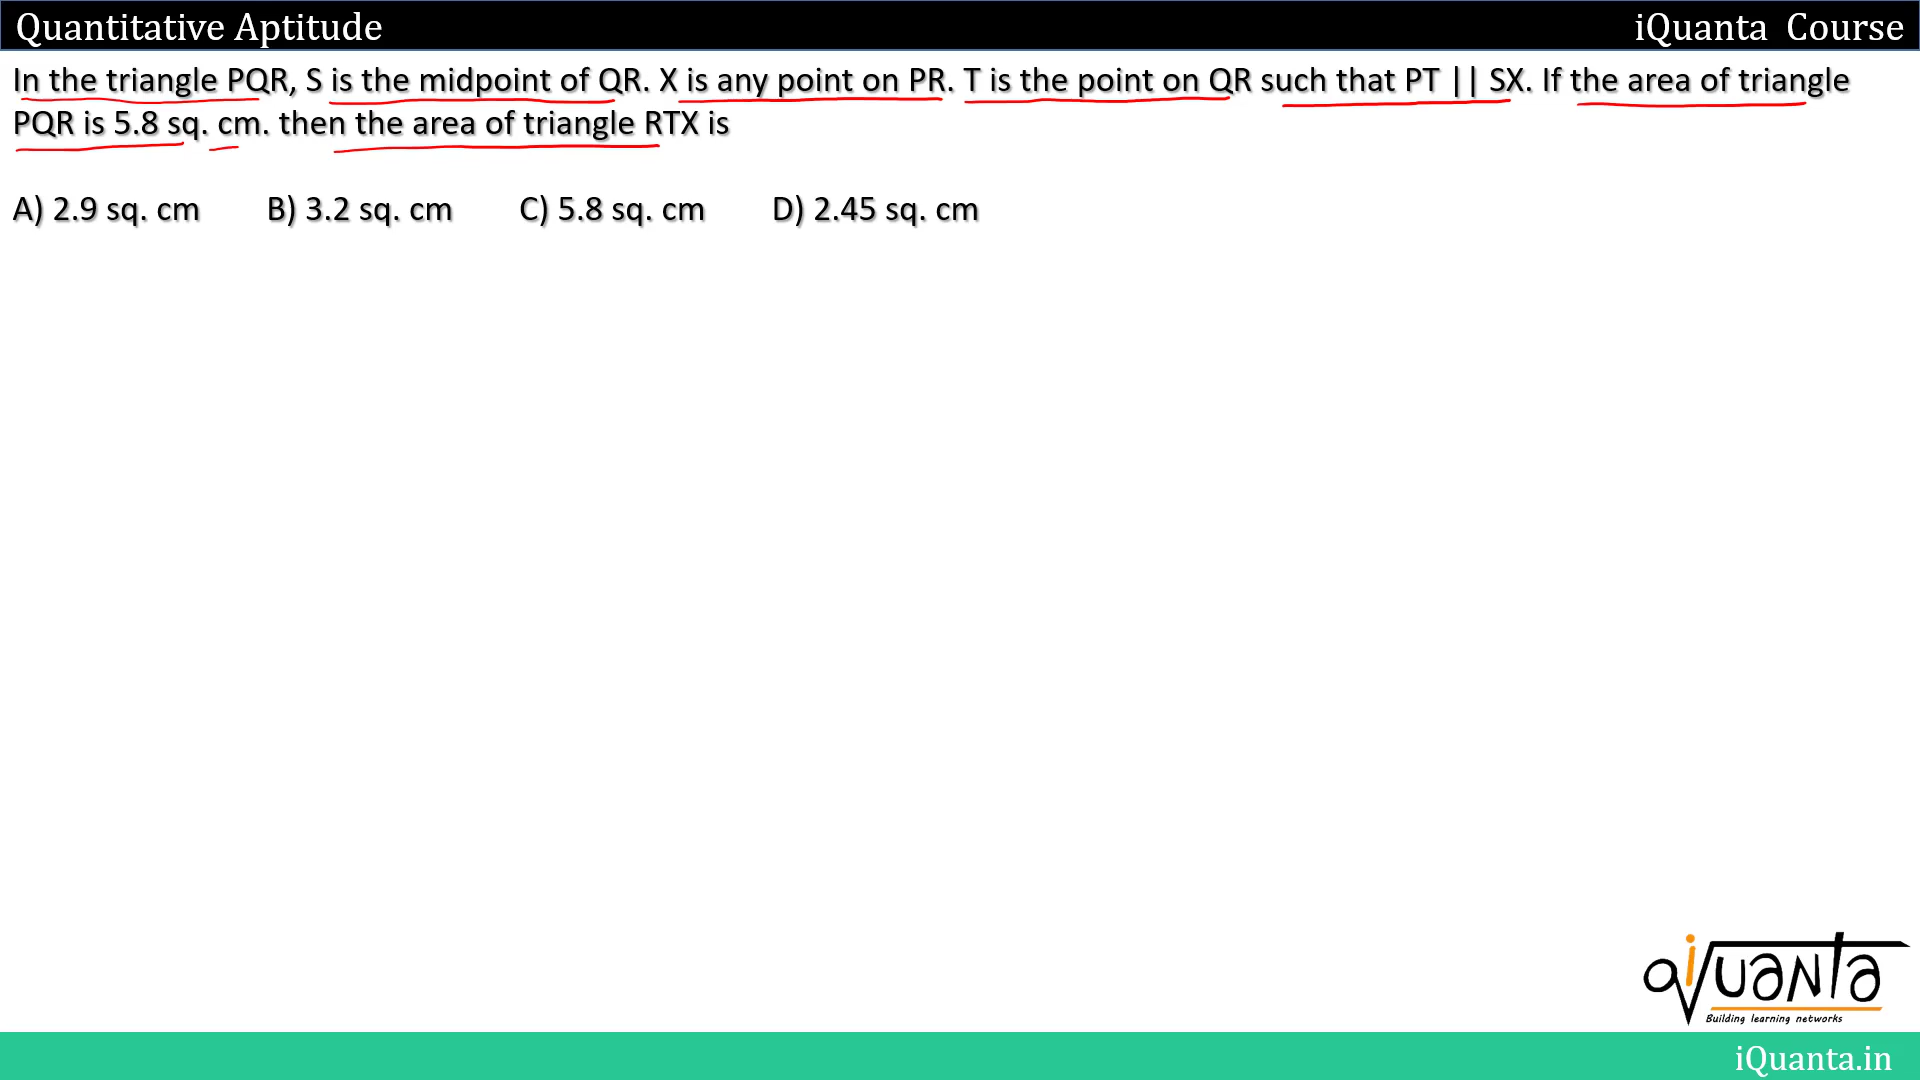 Quantitative Aptitude
iQuanta Course
In the triangle PQR, S is the midpoint of QR. X is any point on PR. T is the point on QR such that PT || SX. If the area of triangle
PQR is 5.8 sq. cm. then the area of triangle RTX is
A) 2.9 sq. cm B) 3.2 sq. cm C) 5.8 sq. cm D) 2.45 sq. cm
iQuanta
Building learning networks
iQuanta.in